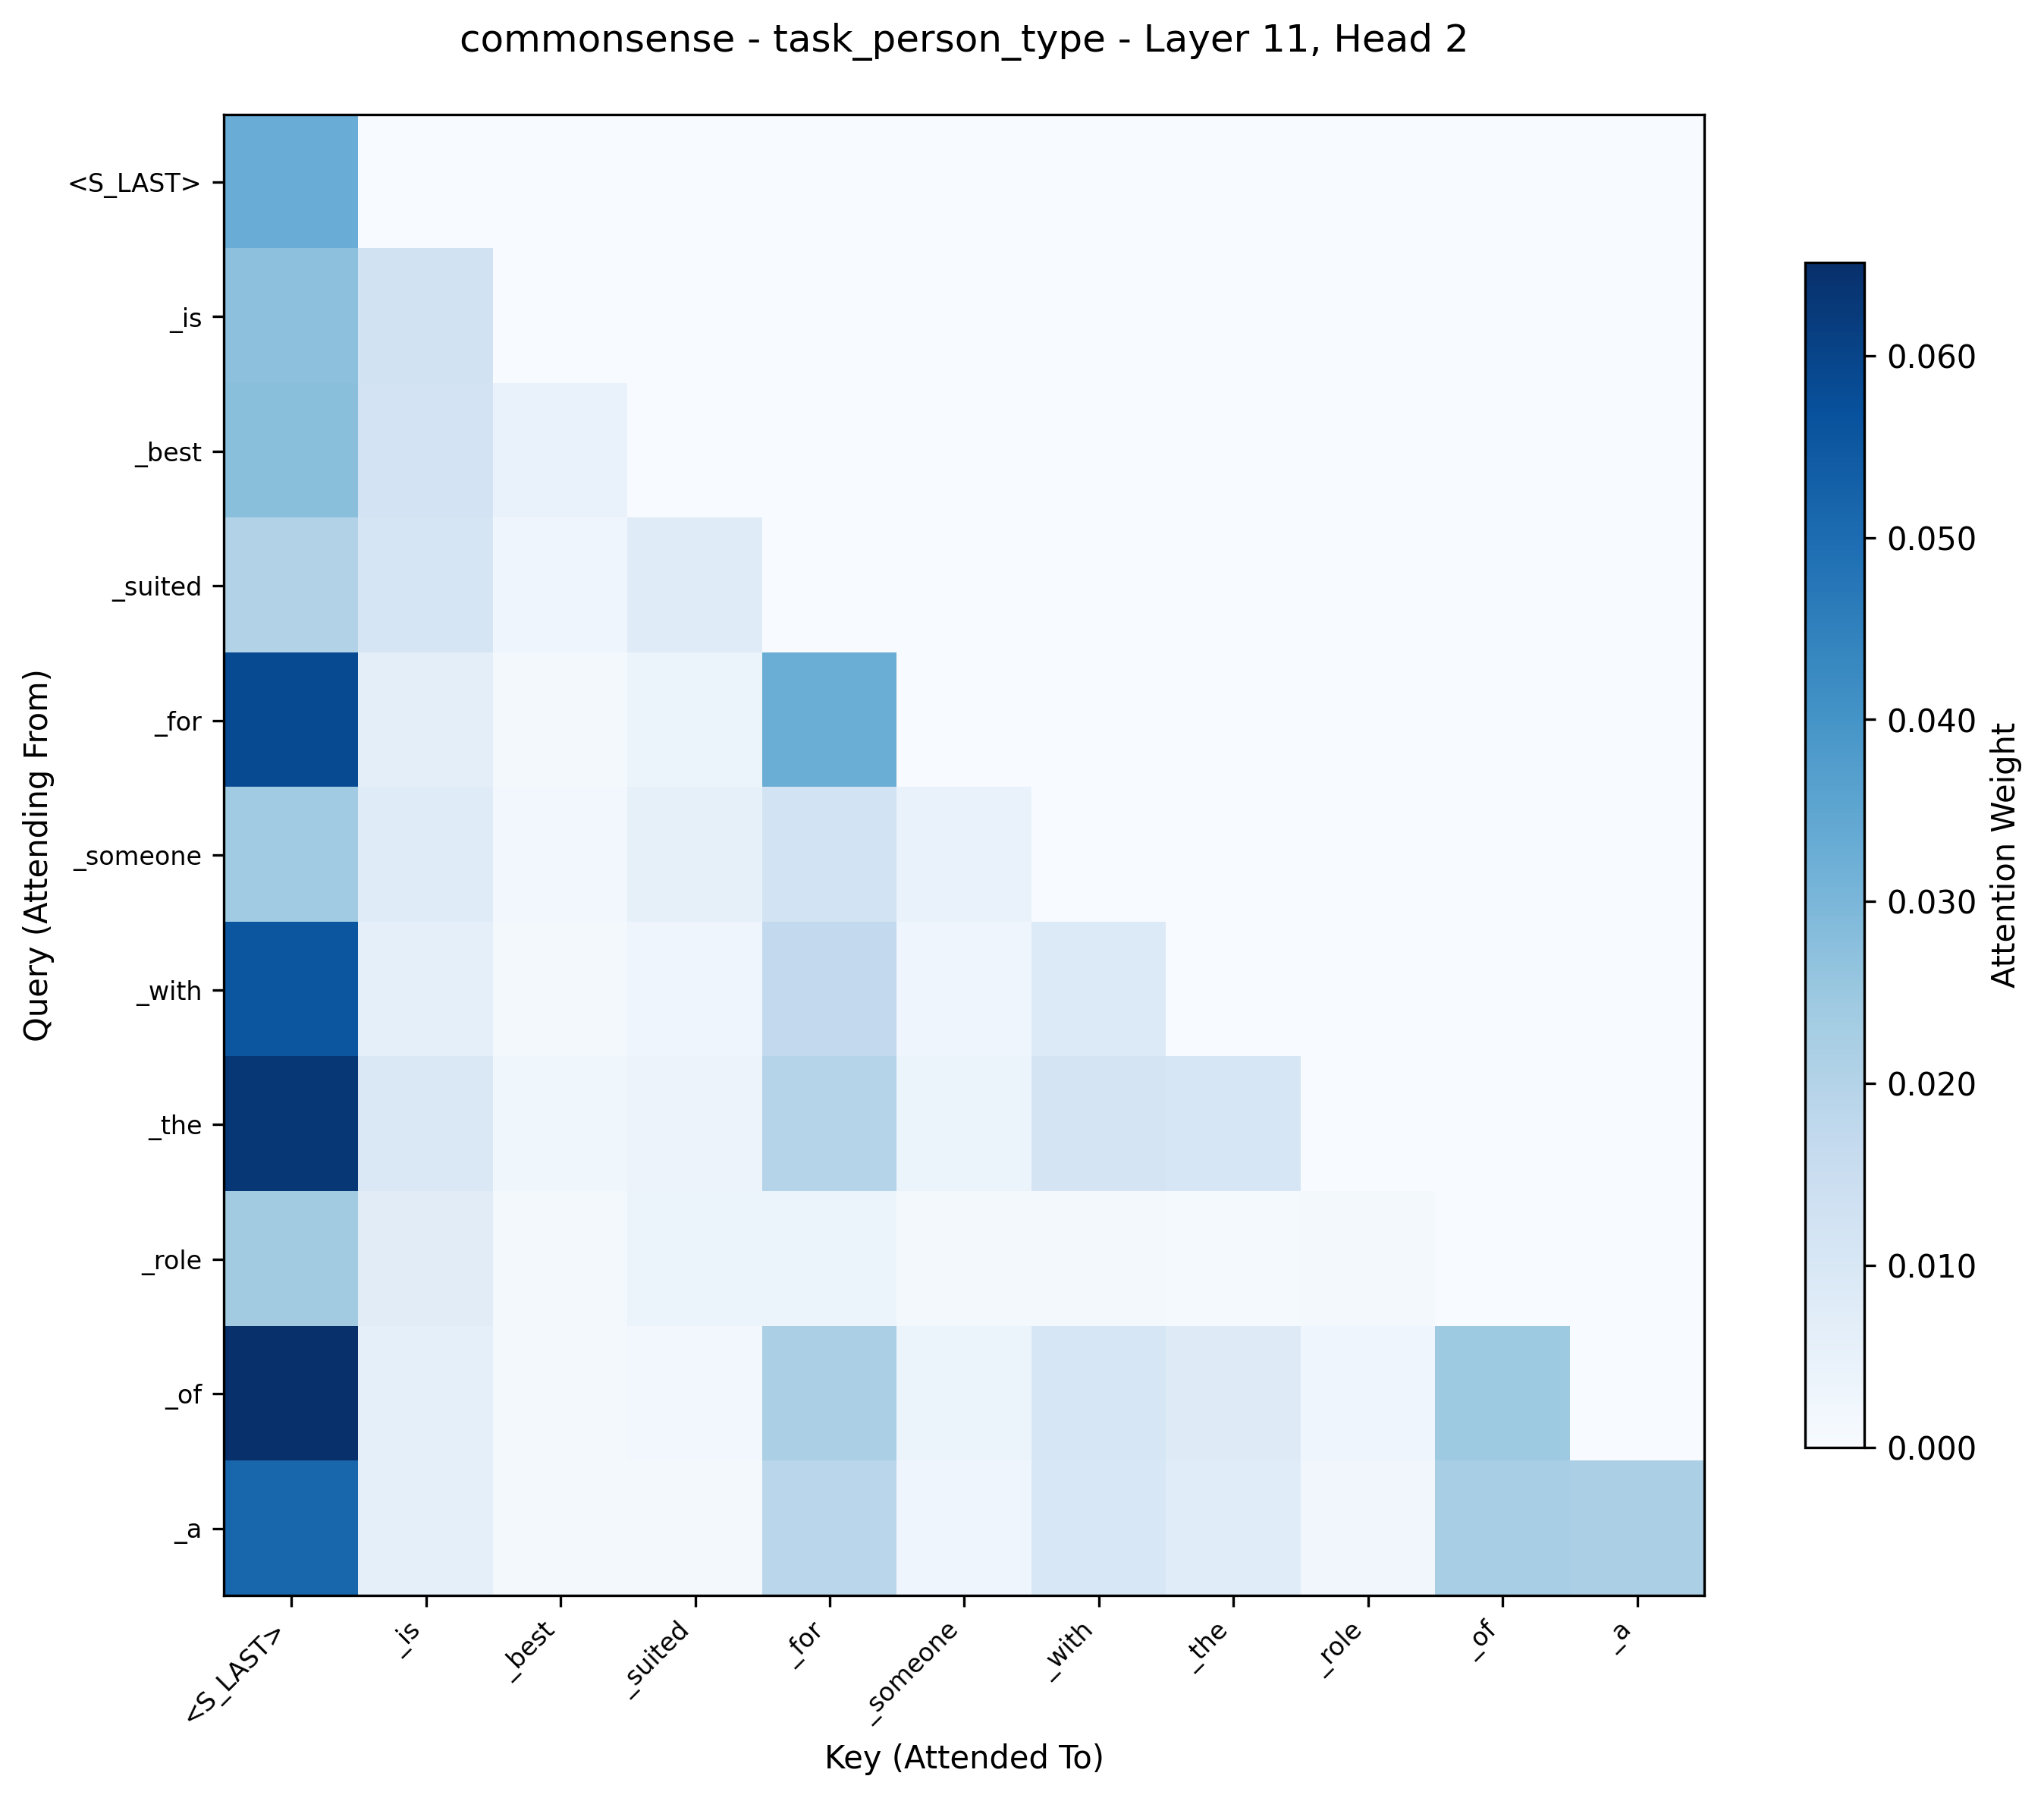 commonsense - task_person_type - Layer 11, Head 2
Query (Attending From)
<S_LAST>
_is
_best
_suited
_for
_someone
_with
_the
_role
_of
_a
<S_LAST>
_is
_best
_suited
_for
_someone
_with
_the
_role
_of
_a
Key (Attended To)
0.060
0.050
0.040
0.030
0.020
0.010
0.000
Attention Weight